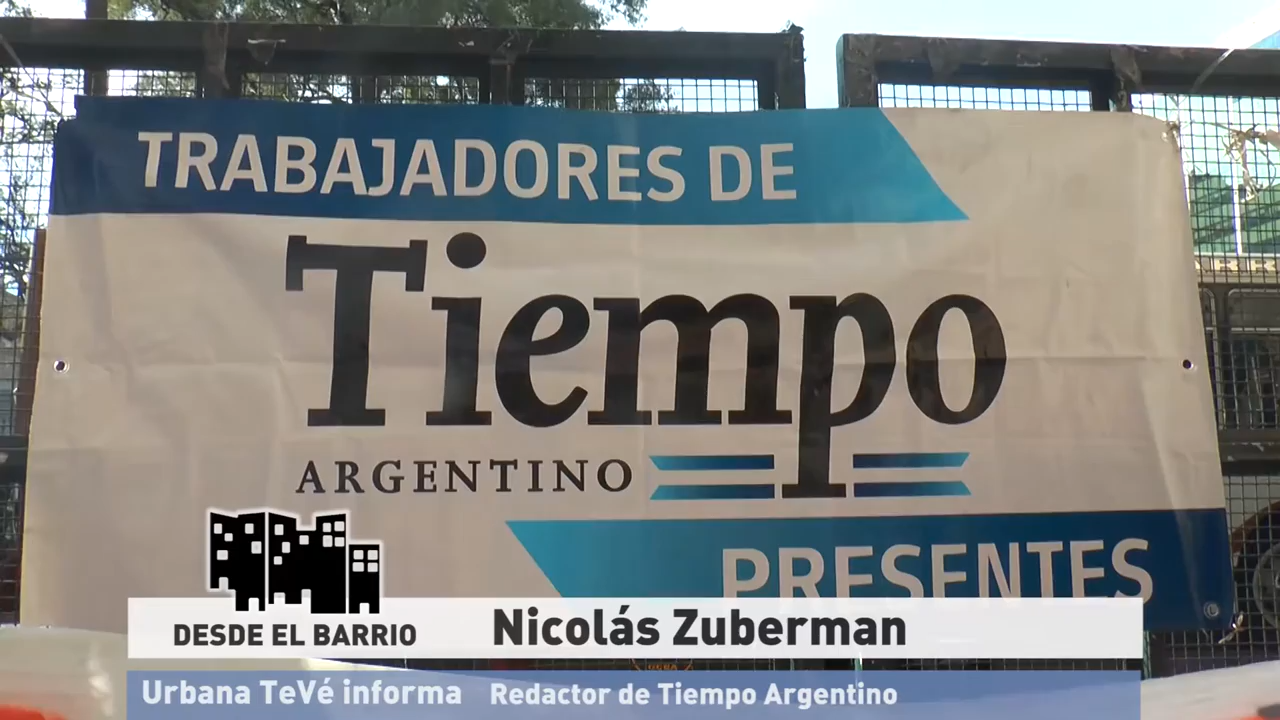 TRABAJADORES DE
Tiempo
ARGENTINO
PRESENTES
DESDE EL BARRIO
Nicolás Zuberman
Urbana TeVé informa
Redactor de Tiempo Argentino